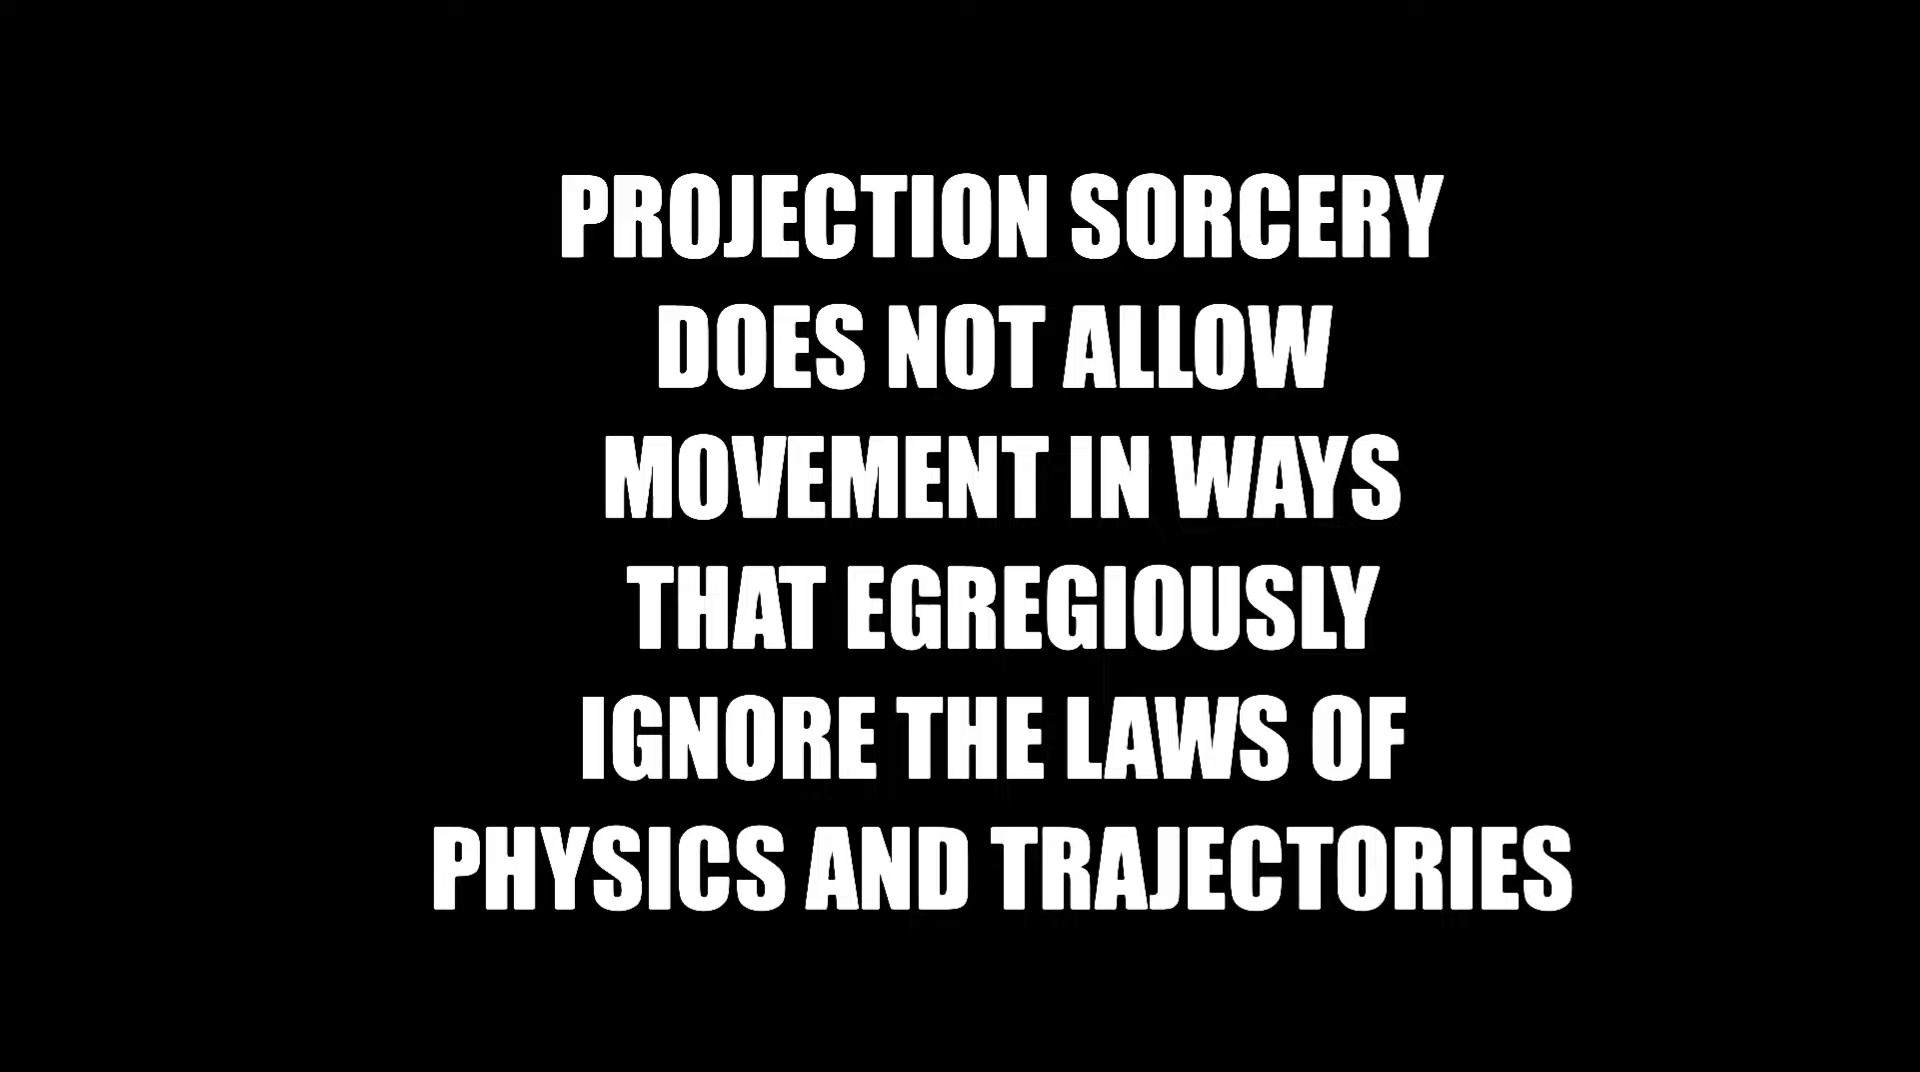 PROJECTION SORCERY
DOES NOT ALLOW
MOVEMENT IN WAYS
THAT EGREGIOUSLY
IGNORE THE LAWS OF
PHYSICS AND TRAJECTORIES